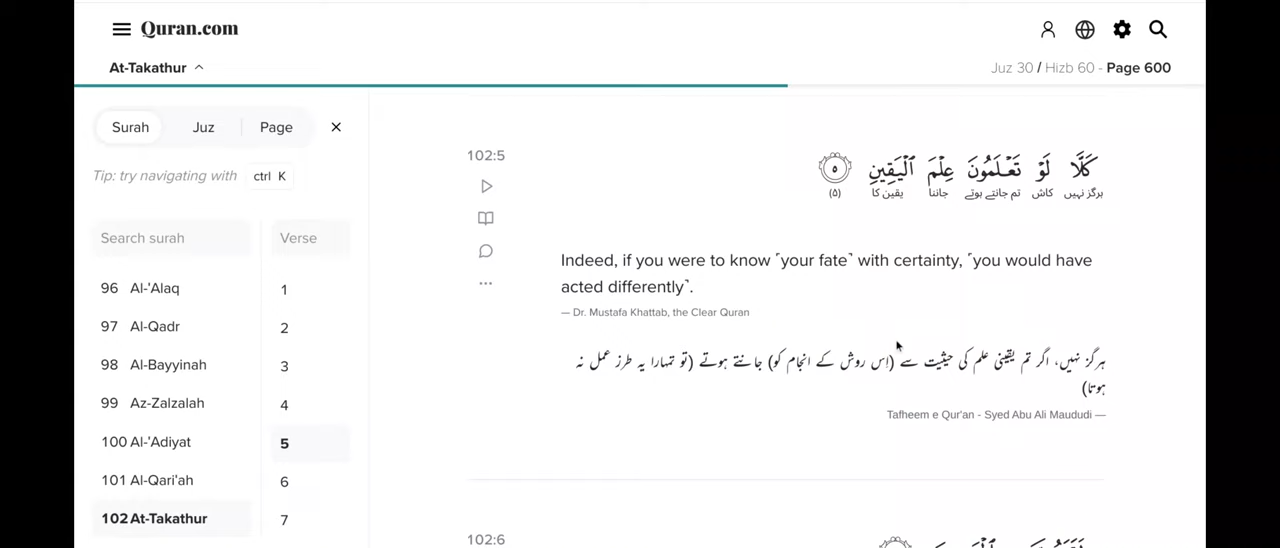 Quran.com
At-Takathur
Juz 30 / Hizb 60 - Page 600
Surah Juz Page
Tip: try navigating with ctrl K
Search surah Verse
96 Al-'Alaq 1
97 Al-Qadr 2
98 Al-Bayyinah 3
99 Az-Zalzalah 4
100 Al-'Adiyat 5
101 Al-Qari'ah 6
102 At-Takathur 7
102:5
كَلَّا لَوْ تَعْلَمُونَ عِلْمَ ٱلْيَقِينِ ٥
ہرگز نہیں کاش تم جانتے ہوتے جاننا یقین کا (۵)
Indeed, if you were to know ˹your fate˺ with certainty, ˹you would have
acted differently˺.
— Dr. Mustafa Khattab, the Clear Quran
ہرگز نہیں، اگر تم یقینی علم کی حیثیت سے (اِس روش کے انجام کو) جانتے ہوتے (تو تمہارا یہ طرز عمل نہ
ہوتا)
Tafheem e Qur'an - Syed Abu Ali Maududi —
102:6